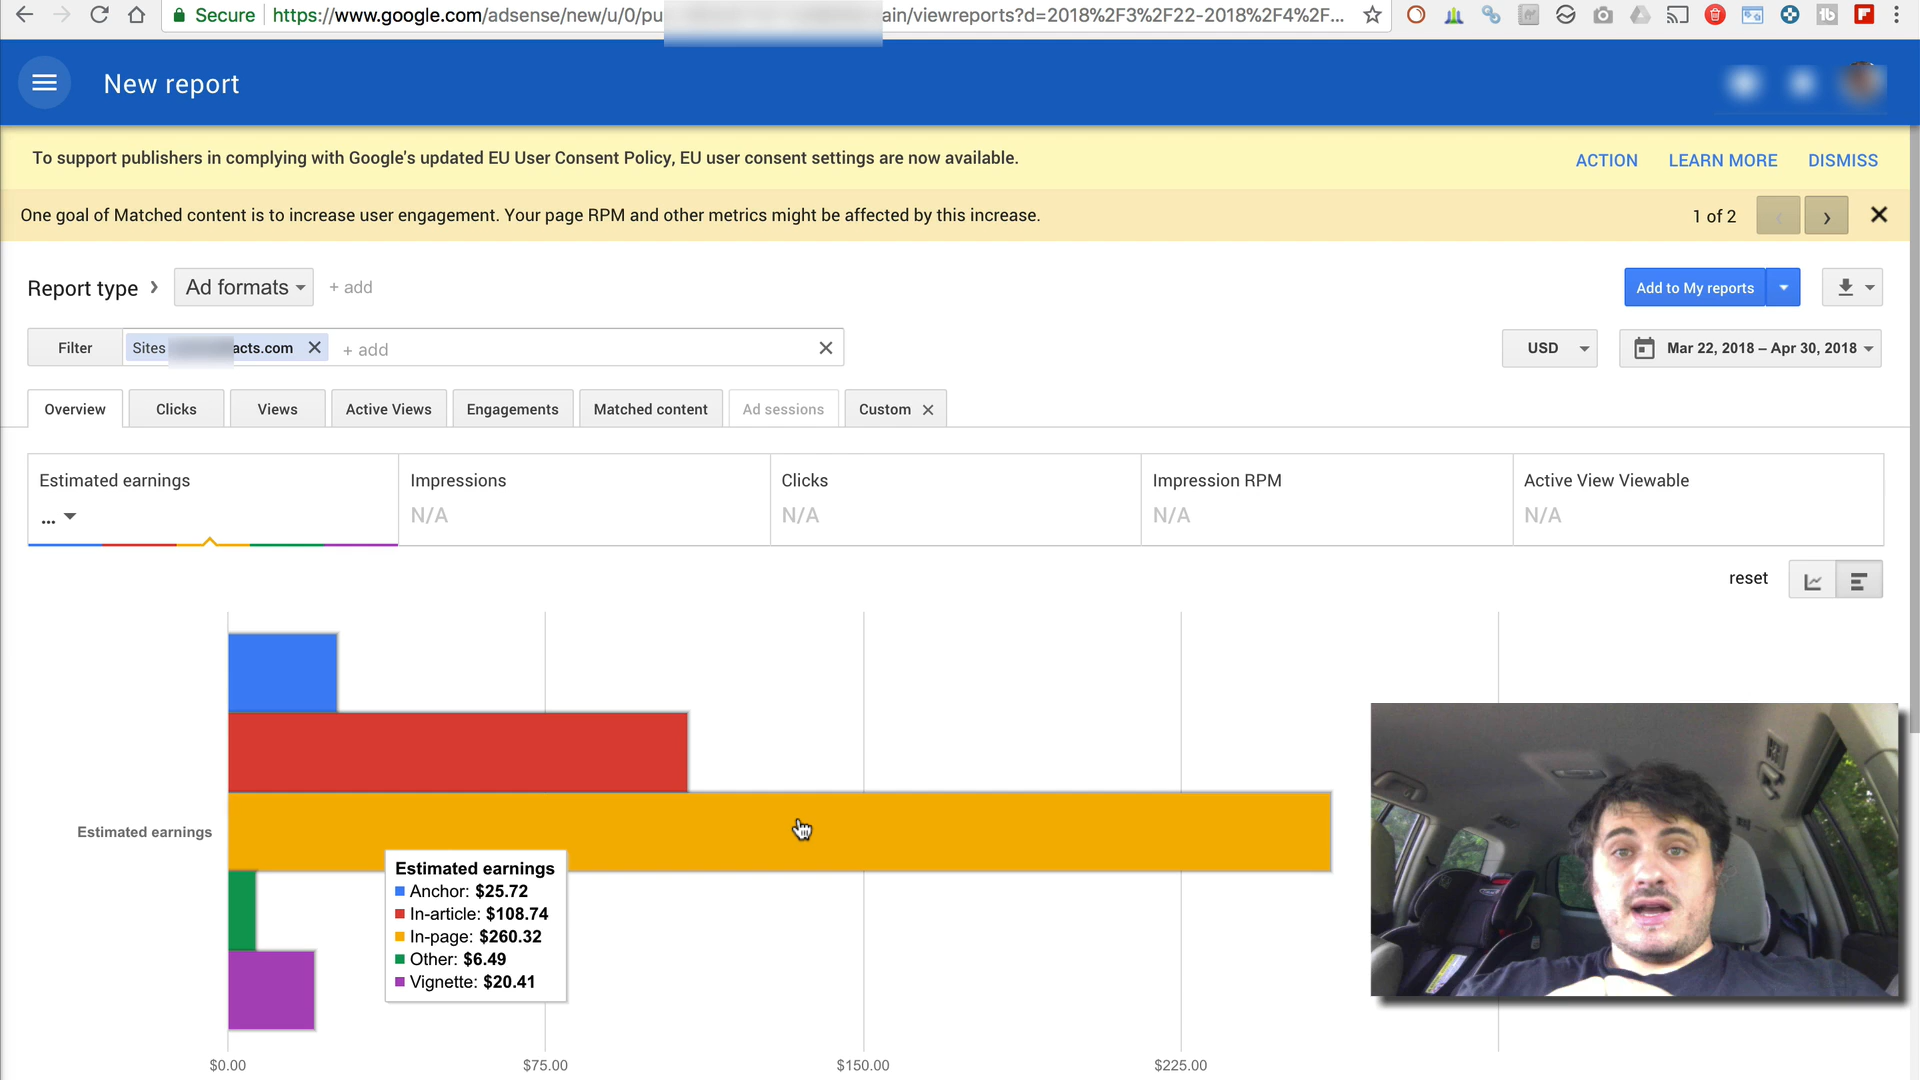 Secure https://www.google.com/adsense/new/u/0/pu ain/viewreports?d=2018%2F3%2F22-2018%2F4%2F...
New report
To support publishers in complying with Google's updated EU User Consent Policy, EU user consent settings are now available.
ACTION LEARN MORE DISMISS
One goal of Matched content is to increase user engagement. Your page RPM and other metrics might be affected by this increase.
1 of 2
Report type Ad formats + add
Add to My reports
Filter Sites acts.com + add
USD Mar 22, 2018 – Apr 30, 2018
Overview Clicks Views Active Views Engagements Matched content Ad sessions Custom
Estimated earnings Impressions Clicks Impression RPM Active View Viewable
... N/A N/A N/A N/A
reset
Estimated earnings
Estimated earnings
Anchor: $25.72
In-article: $108.74
In-page: $260.32
Other: $6.49
Vignette: $20.41
$0.00 $75.00 $150.00 $225.00